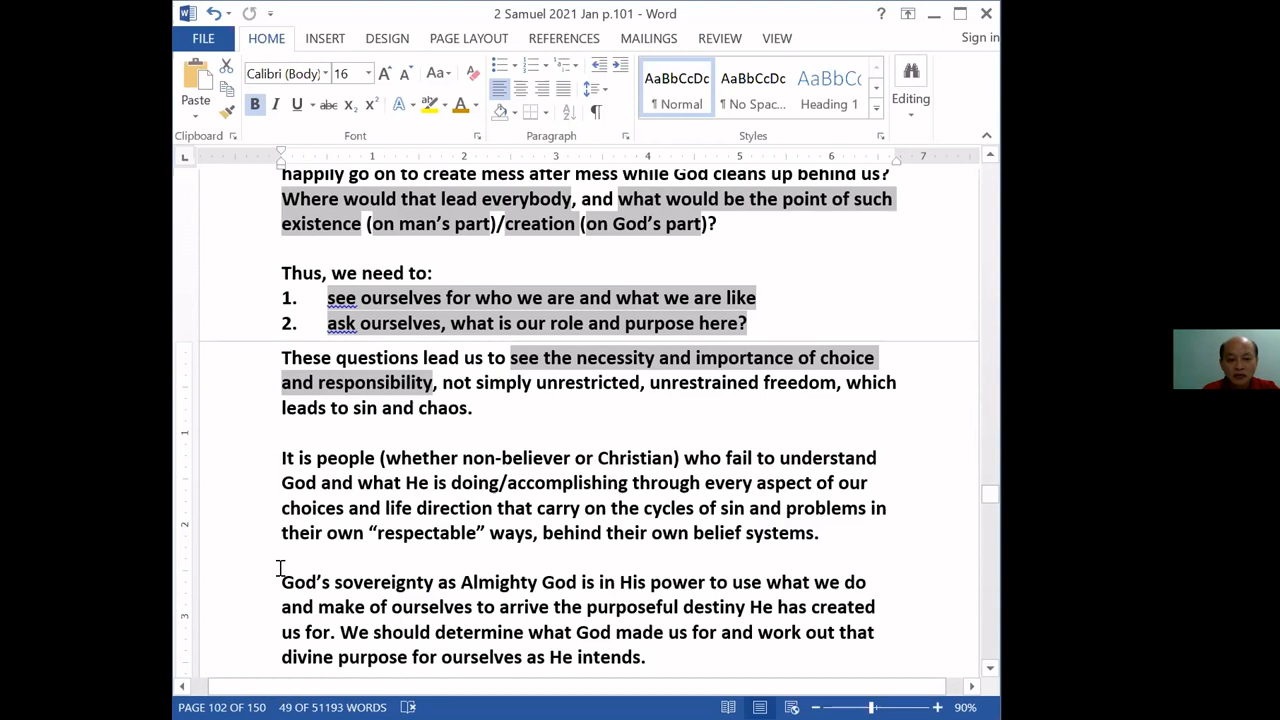 2 Samuel 2021 Jan p.101 - Word
FILE HOME INSERT DESIGN PAGE LAYOUT REFERENCES MAILINGS REVIEW VIEW Sign in
Calibri (Body) 16
Paste
AaBbCcDc AaBbCcDc AaBbCc
¶ Normal ¶ No Spac... Heading 1
Editing
Clipboard Font Paragraph Styles
1 2 3 4 5 6 7
happily go on to create mess after mess while God cleans up behind us?
Where would that lead everybody, and what would be the point of such
existence (on man's part)/creation (on God's part)?
Thus, we need to:
1. see ourselves for who we are and what we are like
2. ask ourselves, what is our role and purpose here?
These questions lead us to see the necessity and importance of choice
and responsibility, not simply unrestricted, unrestrained freedom, which
leads to sin and chaos.
It is people (whether non-believer or Christian) who fail to understand
God and what He is doing/accomplishing through every aspect of our
choices and life direction that carry on the cycles of sin and problems in
their own “respectable” ways, behind their own belief systems.
God's sovereignty as Almighty God is in His power to use what we do
and make of ourselves to arrive the purposeful destiny He has created
us for. We should determine what God made us for and work out that
divine purpose for ourselves as He intends.
1
2
3
PAGE 102 OF 150 49 OF 51193 WORDS 90%